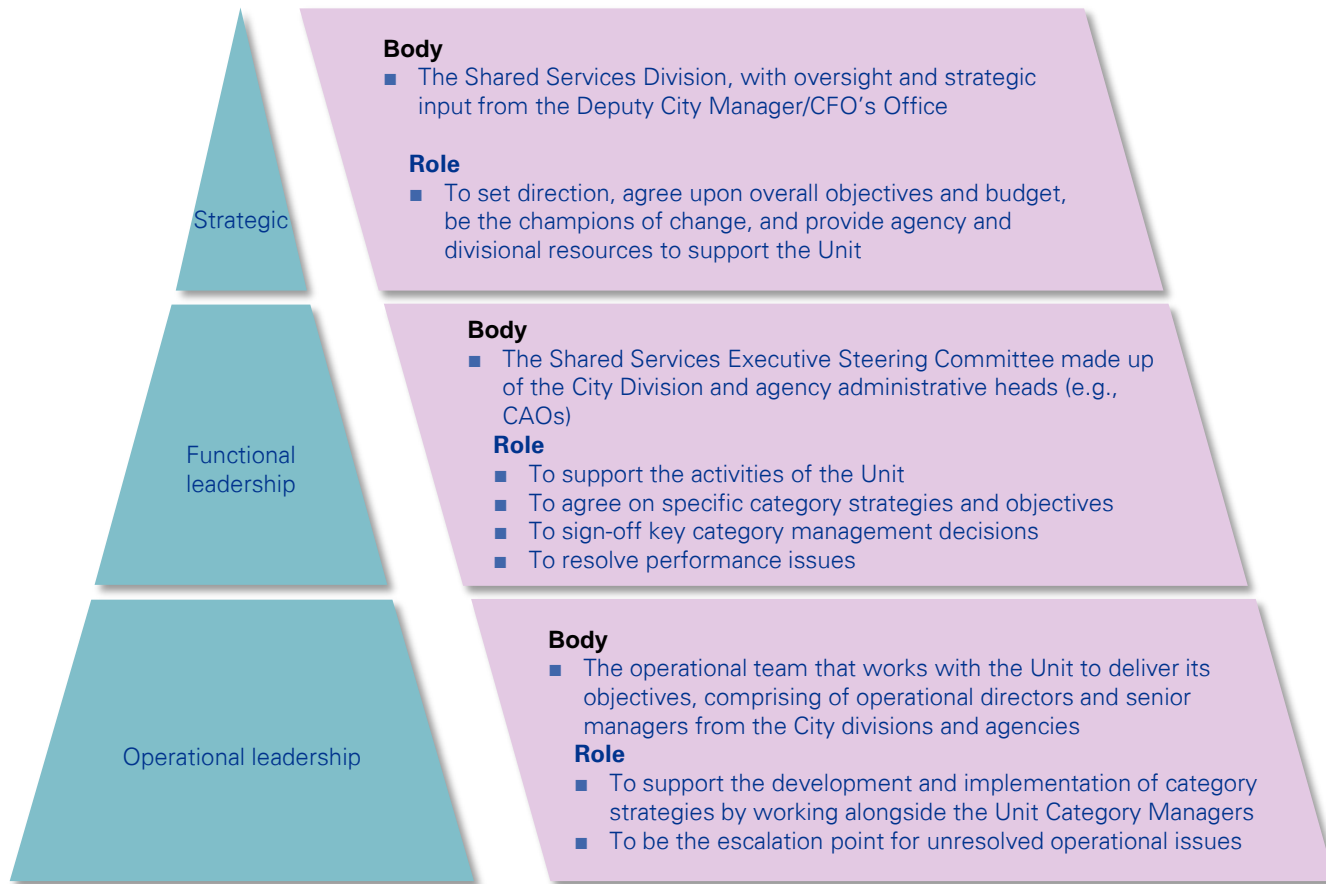 Strategic
Body
■ The Shared Services Division, with oversight and strategic
input from the Deputy City Manager/CFO's Office
Role
■ To set direction, agree upon overall objectives and budget,
be the champions of change, and provide agency and
divisional resources to support the Unit
Functional
leadership
Body
■ The Shared Services Executive Steering Committee made up
of the City Division and agency administrative heads (e.g.,
CAOs)
Role
■ To support the activities of the Unit
■ To agree on specific category strategies and objectives
■ To sign-off key category management decisions
■ To resolve performance issues
Operational leadership
Body
■ The operational team that works with the Unit to deliver its
objectives, comprising of operational directors and senior
managers from the City divisions and agencies
Role
■ To support the development and implementation of category
strategies by working alongside the Unit Category Managers
■ To be the escalation point for unresolved operational issues